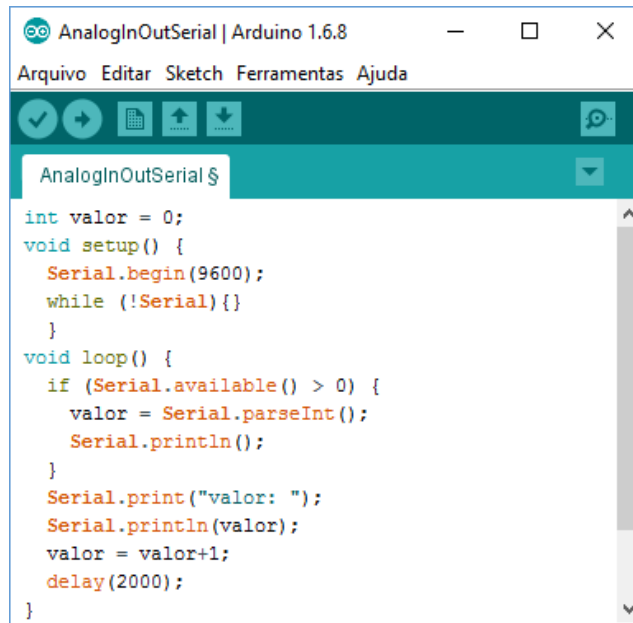 AnalogInOutSerial | Arduino 1.6.8
Arquivo Editar Sketch Ferramentas Ajuda
AnalogInOutSerial §
int valor = 0;
void setup() {
  Serial.begin(9600);
  while (!Serial){}
  }
void loop() {
  if (Serial.available() > 0) {
    valor = Serial.parseInt();
    Serial.println();
  }
  Serial.print("valor: ");
  Serial.println(valor);
  valor = valor+1;
  delay(2000);
}